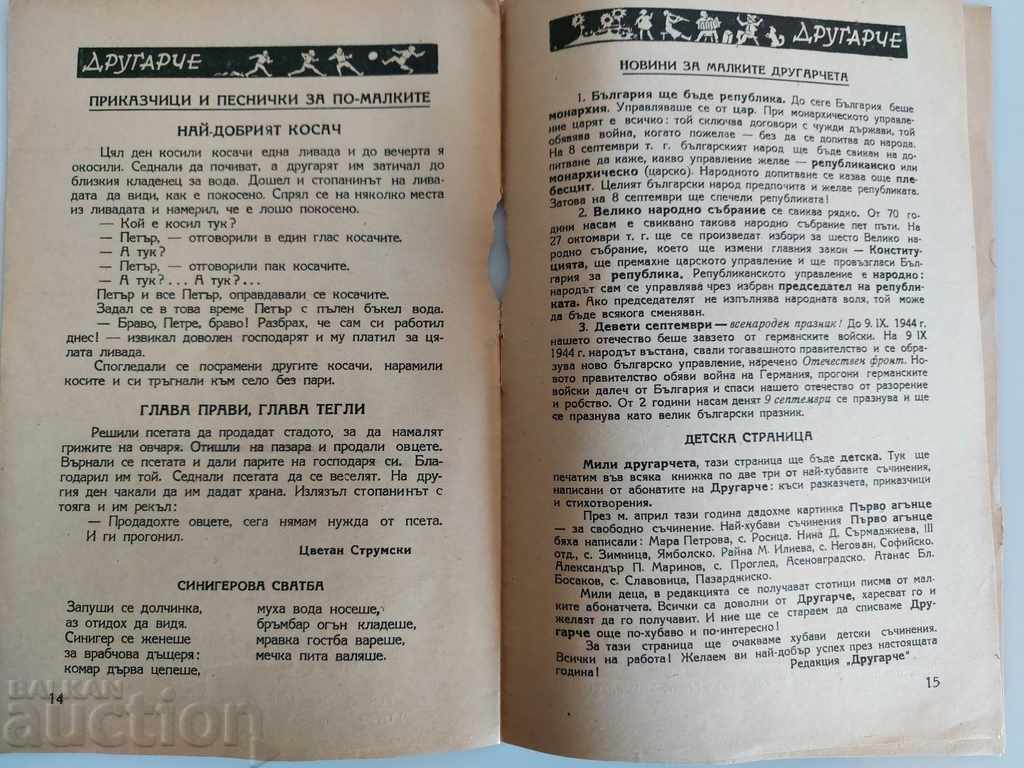 ДРУГАРЧЕ
ПРИКАЗЧИЦИ И ПЕСНИЧКИ ЗА ПО-МАЛКИТЕ
НАЙ-ДОБРИЯТ КОСАЧ
Цял ден косили косачи една ливада и до вечерта я
окосили. Седнали да почиват, а другарят им затичал до
близкия кладенец за вода. Дошел и стопанинът на лива-
дата да види, как е покосено. Спрял се на няколко места
из ливадата и намерил, че е лошо покосено.
— Кой е косил тук?
— Петър, — отговорили в един глас косачите.
— А тук?
— Петър, — отговорили пак косачите.
— А тук?... А тук?...
Петър и все Петър, оправдавали се косачите.
Задал се в това време Петър с пълен бъкел вода.
— Браво, Петре, браво! Разбрах, че сам си работил
днес! — извикал доволен господарят и му платил за ця-
лата ливада.
Спогледали се посрамени другите косачи, нарамили
косите и си тръгнали към село без пари.
ГЛАВА ПРАВИ, ГЛАВА ТЕГЛИ
Решили псетата да продадат стадото, за да намалят
грижите на овчаря. Отишли на пазара и продали овцете.
Върнали се псетата и дали парите на господаря си. Бла-
годарил им той. Седнали псетата да се веселят. На дру-
гия ден чакали да им дадат храна. Излязъл стопанинът с
тояга и им рекъл:
— Продадохте овцете, сега нямам нужда от псета.
И ги прогонил.
Цветан Струмски
СИНИГЕРОВА СВАТБА
Запуши се долчинка,
аз отидох да видя.
Синигер се женеше
за врабчова дъщеря:
комар дърва цепеше,
муха вода носеше,
бръмбар огън кладеше,
мравка гостба вареше,
мечка пита валяше.
14
БАЛКАН
auction
ДРУГАРЧЕ
НОВИНИ ЗА МАЛКИТЕ ДРУГАРЧЕТА
1. България ще бъде република. До сеге България беше
монархия. Управляваше се от цар. При монархическото управле-
ние царят е всичко: той сключва договори с чужди държави, той
обявява война, когато пожелае — без да се допитва до народа.
На 8 септември т. г. българският народ ще бъде свикан на до-
питване да каже, какво управление желае — републиканско или
монархическо (царско). Народното допитване се казва още пле-
бесцит. Целият български народ предпочита и желае републиката.
Затова на 8 септември ще спечели републиката!
2. Велико народно събрание се свиква рядко. От 70 го-
дини насам е свиквано такова народно събрание пет пъти. На
27 октомври т. г. ще се произведат избори за шесто Велико на-
родно събрание, което ще измени главния закон — Конститу-
цията, ще премахне царското управление и ще провъзгласи Бъл-
гария за република. Републиканското управление е народно:
народът сам се управлява чрез избран председател на републи-
ката. Ако председателят не изпълнява народната воля, той може
да бъде всякога сменяван.
3. Девети септември — всенароден празник! До 9. IX. 1944 г.
нашето отечество беше завзето от германските войски. На 9 IX
1944 г. народът въстана, свали тогавашното правителство и се обра-
зува ново българско управление, наречено Отечествен фронт. Но-
вото правителство обяви война на Германия, прогони германските
войски далеч от България и спаси нашето отечество от разорение
и робство. От 2 години насам денят 9 септември се празнува и ще
се празнува като велик български празник.
ДЕТСКА СТРАНИЦА
Мили другарчета, тази страница ще бъде детска. Тук ще
печатим във всяка книжка по две три от най-хубавите съчинения,
написани от абонатите на Другарче: къси разказчета, приказчици
и стихотворения.
През м. април тази година дадохме картинка Първо агънце
— за свободно съчинение. Най-хубави съчинения Първо агънце
бяха написали: Мара Петрова, с. Росица. Нина Д. Сърмаджиева, III
отд., с. Зимница, Ямболско. Райна М. Илиева, с. Негован, Софийско.
Александър П. Маринов, с. Проглед, Асеновградско. Атанас Бл.
Босаков, с. Славовица, Пазарджиско.
Мили деца, в редакцията се получават стотици писма от мал-
ките абонатчета. Всички са доволни от Другарче, харесват го и
желаят да го получавит. И ние ще се стараем да списваме Дру-
гарче още по-хубаво и по-интересно!
За тази страница ще очакваме хубави детски съчинения.
Всички на работа! Желаем ви най-добър успех през настоящата
година!
Редакция „Другарче“
15